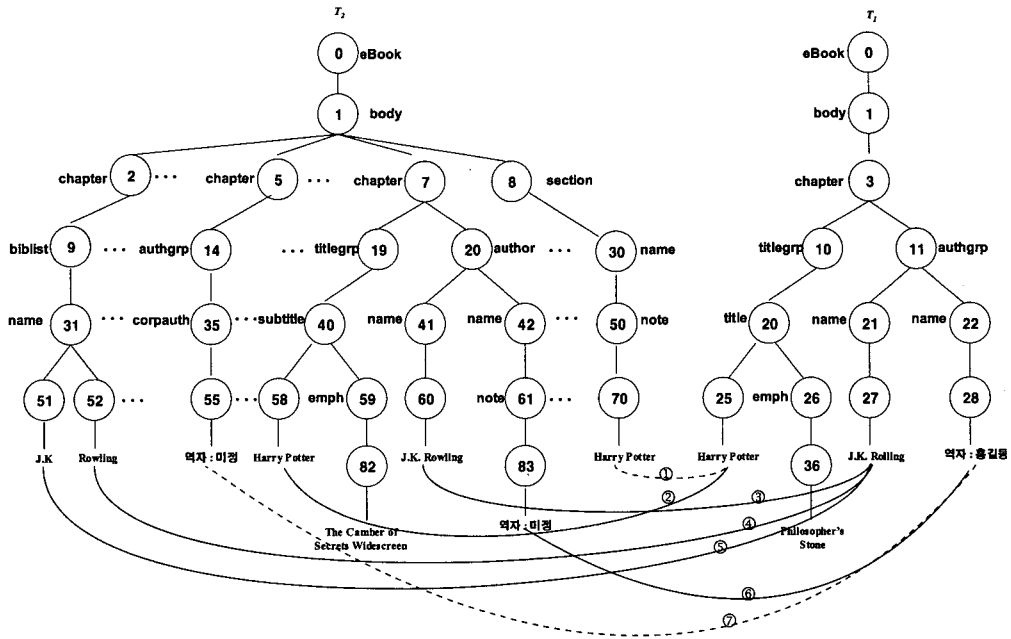 T2 T1
0 eBook eBook 0
1 body body 1
chapter 2 ... chapter 5 ... chapter 7 8 section chapter 3
biblist 9 ... authgrp 14 ... titlegrp 19 20 author ... 30 name titlegrp 10 11 authgrp
name 31 ... corpauth 35 ... subtitle 40 name 41 name 42 ... 50 note title 20 name 21 name 22
51 52 ... 55 ... 58 emph 59 60 note 61 ... 70 25 emph 26 27 28
J.K Rowling 역자 : 미정 Harry Potter 82 J.K. Rowling 83 Harry Potter Harry Potter 36 J.K. Rolling 역자 : 홍길동
①
② ③
The Camber of 역자 : 미정 ④ Philosopher's
Secrets Widescreen ⑤ Stone
⑥
⑦